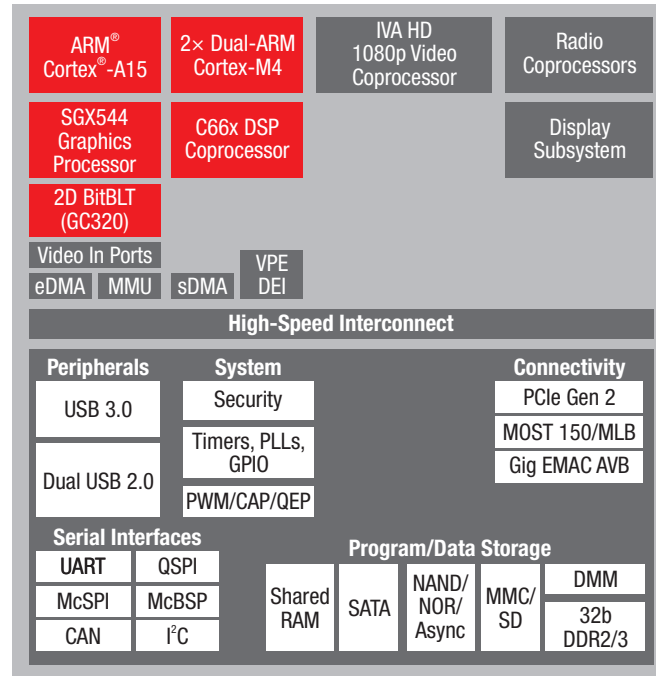 ARM®
Cortex®-A15
2× Dual-ARM
Cortex-M4
IVA HD
1080p Video
Coprocessor
Radio
Coprocessors
SGX544
Graphics
Processor
C66x DSP
Coprocessor
Display
Subsystem
2D BitBLT
(GC320)
Video In Ports
eDMA
MMU
sDMA
VPE
DEI
High-Speed Interconnect
Peripherals
USB 3.0
Dual USB 2.0
System
Security
Timers, PLLs,
GPIO
PWM/CAP/QEP
Connectivity
PCIe Gen 2
MOST 150/MLB
Gig EMAC AVB
Serial Interfaces
UART
QSPI
McSPI
McBSP
CAN
I²C
Program/Data Storage
Shared
RAM
SATA
NAND/
NOR/
Async
MMC/
SD
DMM
32b
DDR2/3